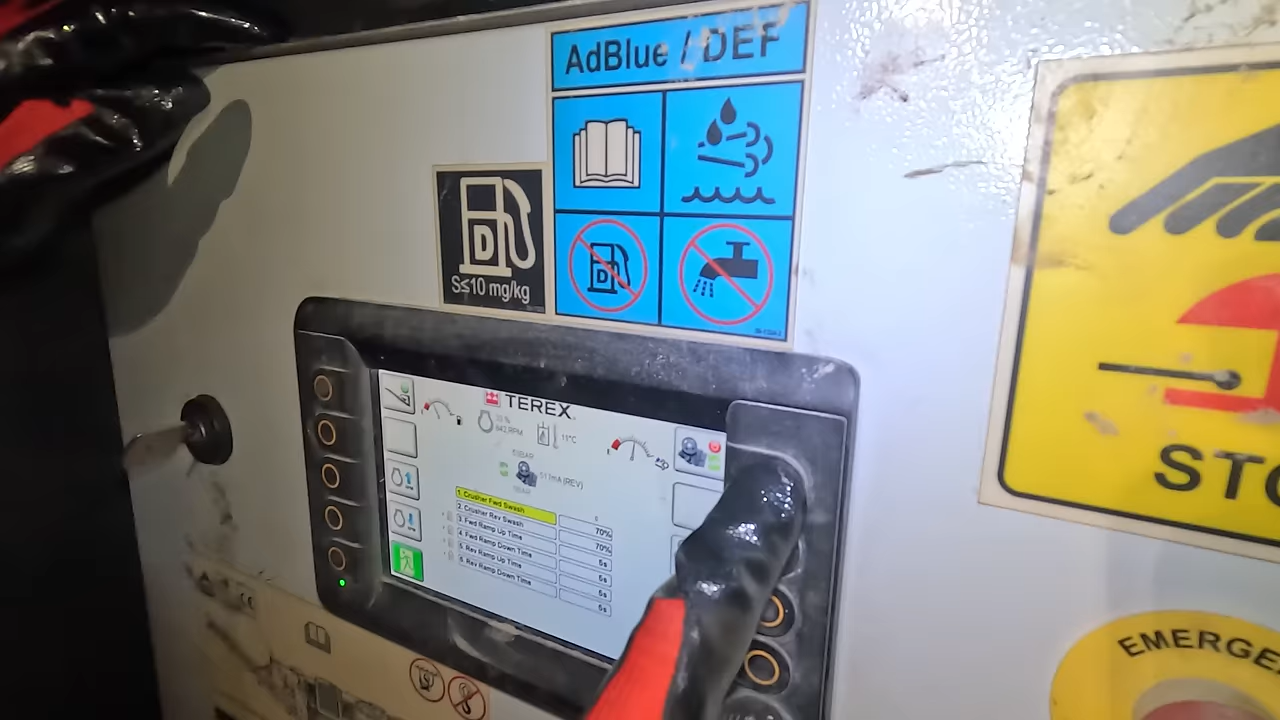 AdBlue / DEF
D
S≤10 mg/kg
D
TEREX
642 RPM
11°C
1. Crusher Fwd Swash
70%
2. Crusher Rev Swash
70%
3. Fwd Ramp Up Time
5s
4. Fwd Ramp Down Time
5s
5. Rev Ramp Up Time
5s
6. Rev Ramp Down Time
5s
STO
EMERGE